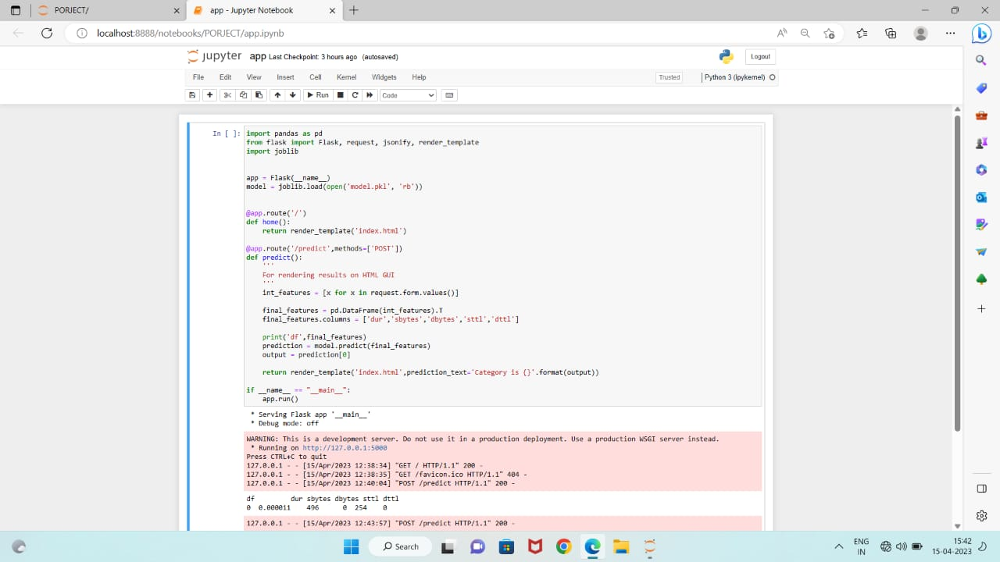 PORJECT/
app - Jupyter Notebook
localhost:8888/notebooks/PORJECT/app.ipynb
jupyter app Last Checkpoint: 3 hours ago (autosaved)
Logout
File Edit View Insert Cell Kernel Widgets Help
Trusted
Python 3 (ipykernel)
Run
Code
In [ ]:
import pandas as pd
from flask import Flask, request, jsonify, render_template
import joblib
app = Flask(__name__)
model = joblib.load(open('model.pkl', 'rb'))
@app.route('/')
def home():
    return render_template('index.html')
@app.route('/predict',methods=['POST'])
def predict():
    '''
    For rendering results on HTML GUI
    '''
    int_features = [x for x in request.form.values()]
    final_features = pd.DataFrame(int_features).T
    final_features.columns = ['dur','sbytes','dbytes','sttl','dttl']
    print('df',final_features)
    prediction = model.predict(final_features)
    output = prediction[0]
    return render_template('index.html',prediction_text='Category is {}'.format(output))
if __name__ == "__main__":
    app.run()
* Serving Flask app '__main__'
* Debug mode: off
WARNING: This is a development server. Do not use it in a production deployment. Use a production WSGI server instead.
* Running on http://127.0.0.1:5000
Press CTRL+C to quit
127.0.0.1 - - [15/Apr/2023 12:38:34] "GET / HTTP/1.1" 200 -
127.0.0.1 - - [15/Apr/2023 12:38:35] "GET /favicon.ico HTTP/1.1" 404 -
127.0.0.1 - - [15/Apr/2023 12:40:04] "POST /predict HTTP/1.1" 200 -
df dur sbytes dbytes sttl dttl
0 0.000011 496 0 254 0
127.0.0.1 - - [15/Apr/2023 12:43:57] "POST /predict HTTP/1.1" 200 -
Search
ENG
IN
15:42
15-04-2023